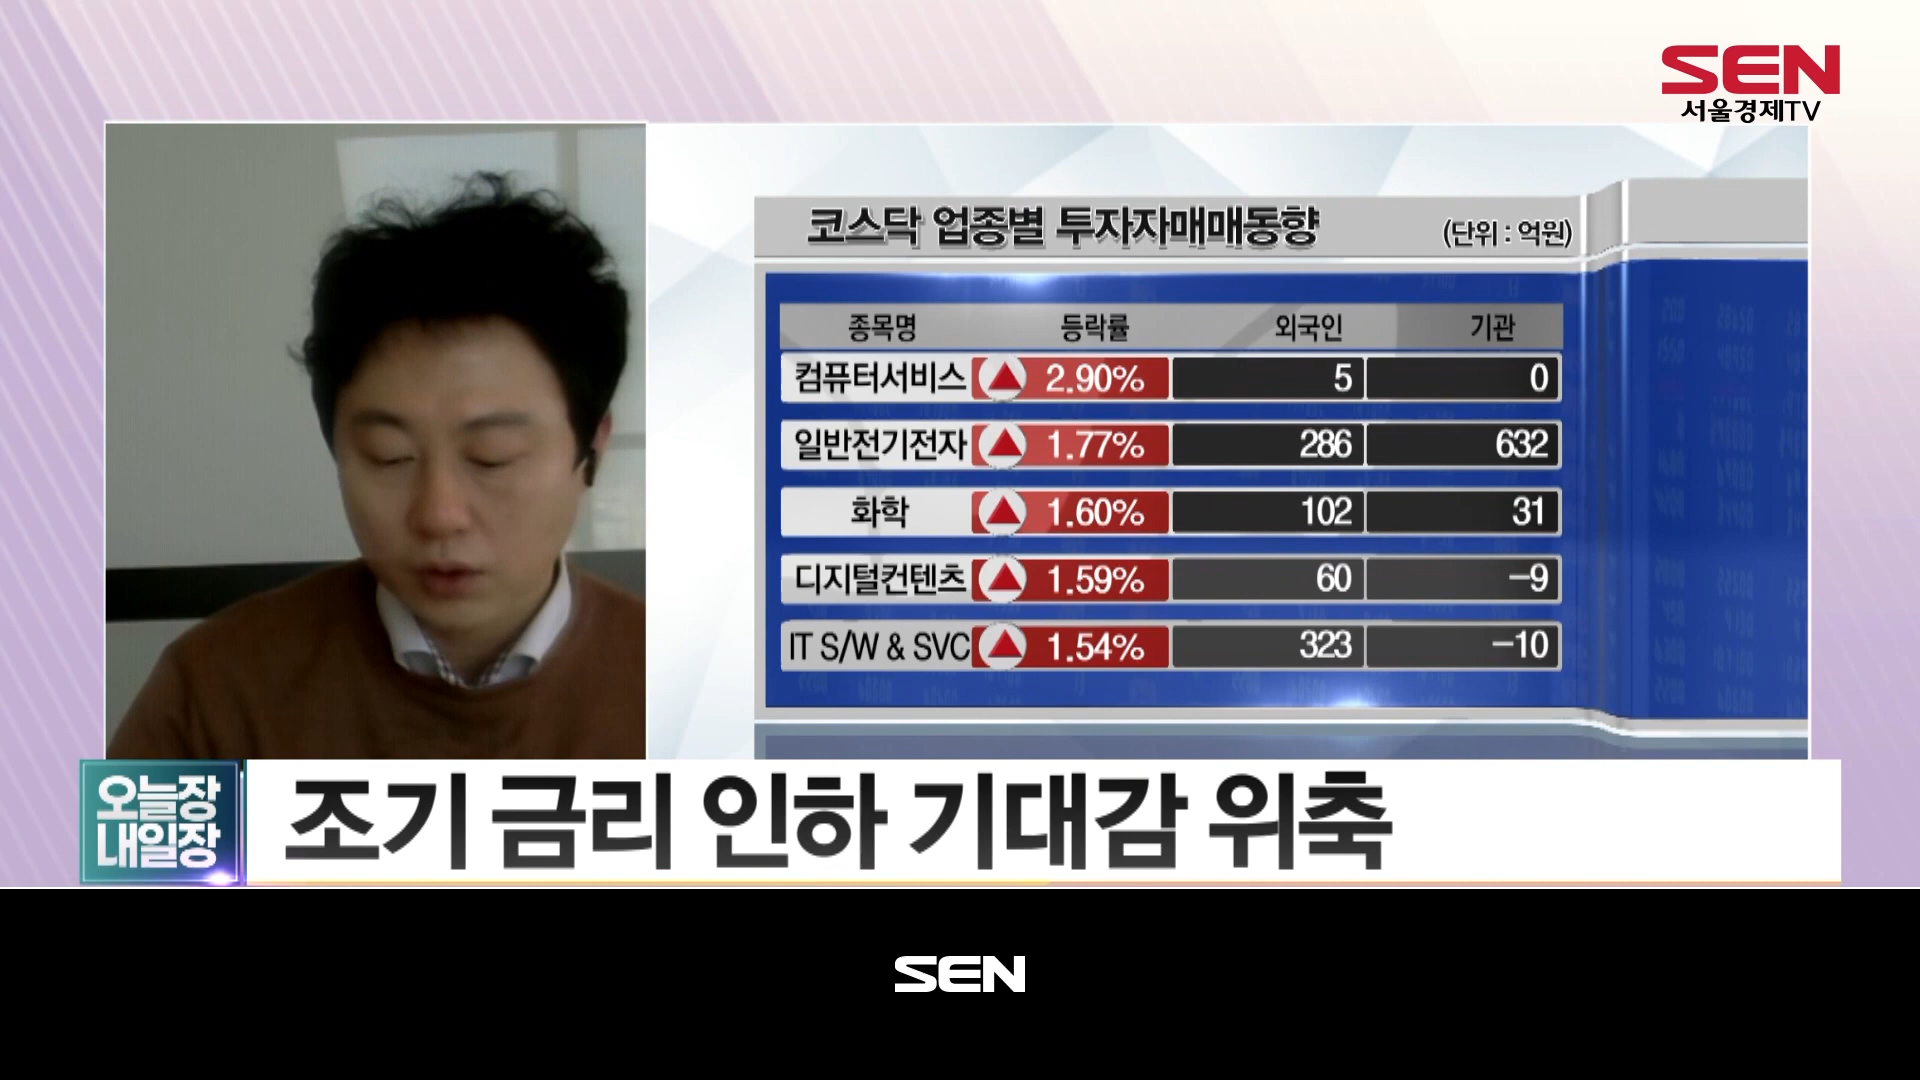 SEN
서울경제TV
코스닥 업종별 투자자매매동향 (단위 : 억원)
종목명 등락률 외국인 기관
컴퓨터서비스 ▲ 2.90% 5 0
일반전기전자 ▲ 1.77% 286 632
화학 ▲ 1.60% 102 31
디지털컨텐츠 ▲ 1.59% 60 -9
IT S/W & SVC ▲ 1.54% 323 -10
오늘장
내일장
조기 금리 인하 기대감 위축
SEN